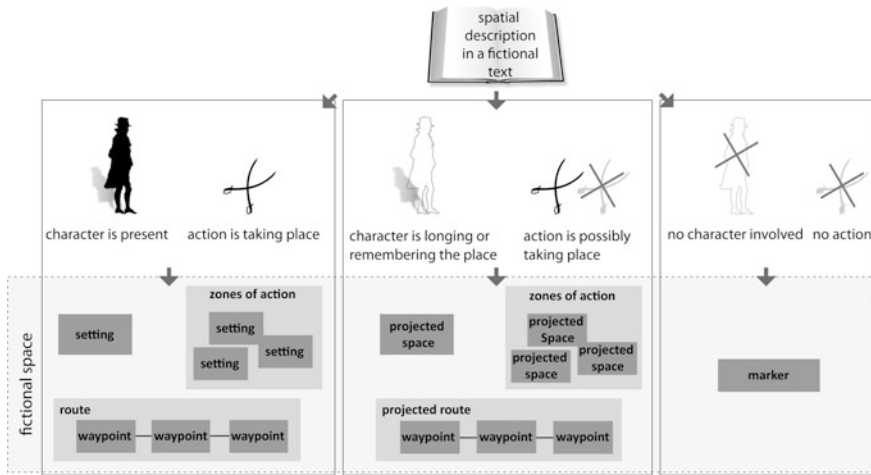 spatial
description
in a fictional
text
character is present
action is taking place
character is longing or
remembering the place
action is possibly
taking place
no character involved
no action
fictional space
setting
zones of action
setting
setting
setting
route
waypoint
waypoint
waypoint
projected
space
zones of action
projected
Space
projected
space
projected
space
projected route
waypoint
waypoint
waypoint
marker